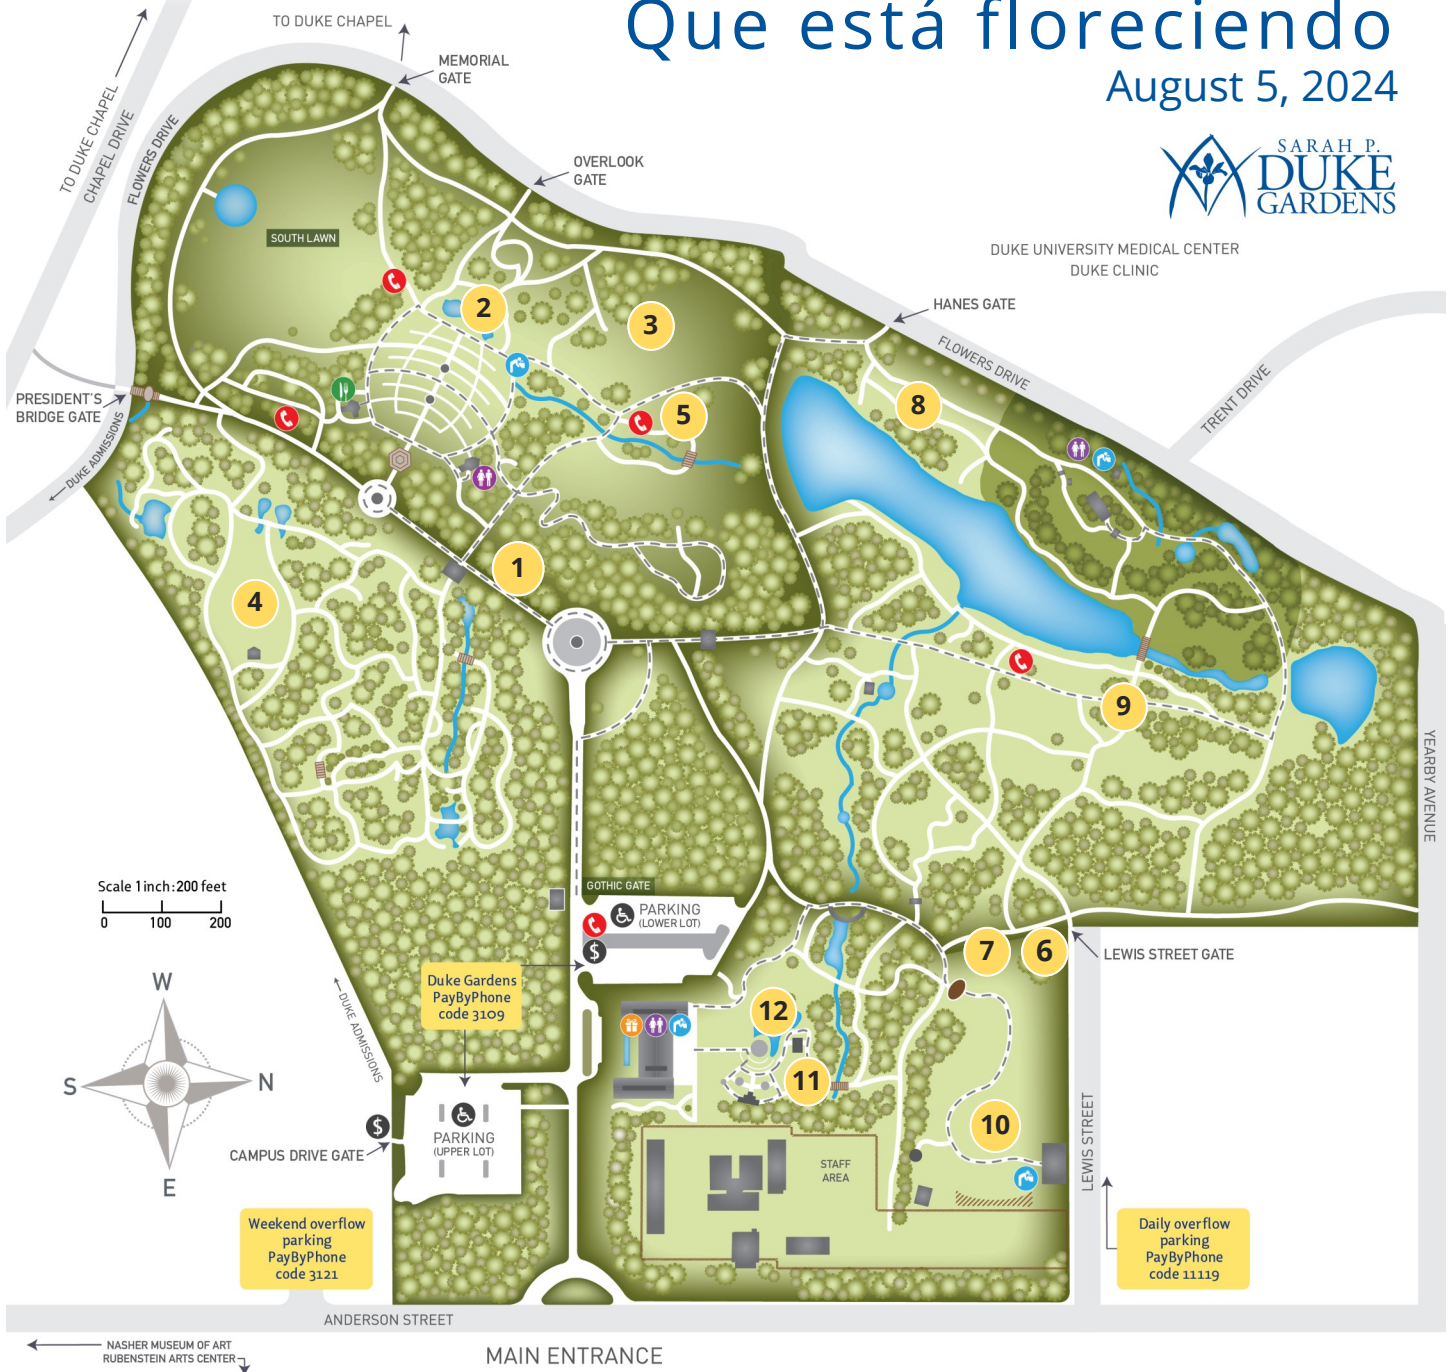 Que está floreciendo
August 5, 2024
SARAH P.
DUKE
GARDENS
TO DUKE CHAPEL
MEMORIAL
GATE
TO DUKE CHAPEL
CHAPEL DRIVE
FLOWERS DRIVE
OVERLOOK
GATE
SOUTH LAWN
DUKE UNIVERSITY MEDICAL CENTER
DUKE CLINIC
HANES GATE
FLOWERS DRIVE
TRENT DRIVE
2
3
PRESIDENT'S
BRIDGE GATE
DUKE ADMISSIONS
5
8
1
4
9
YEARBY AVENUE
Scale 1 inch: 200 feet
0 100 200
GOTHIC GATE
PARKING
(LOWER LOT)
$
7
6
LEWIS STREET GATE
Duke Gardens
PayByPhone
code 3109
W
S
N
E
DUKE ADMISSIONS
12
11
10
LEWIS STREET
$
CAMPUS DRIVE GATE
PARKING
(UPPER LOT)
STAFF
AREA
Weekend overflow
parking
PayByPhone
code 3121
Daily overflow
parking
PayByPhone
code 11119
ANDERSON STREET
NASHER MUSEUM OF ART
RUBENSTEIN ARTS CENTER
MAIN ENTRANCE